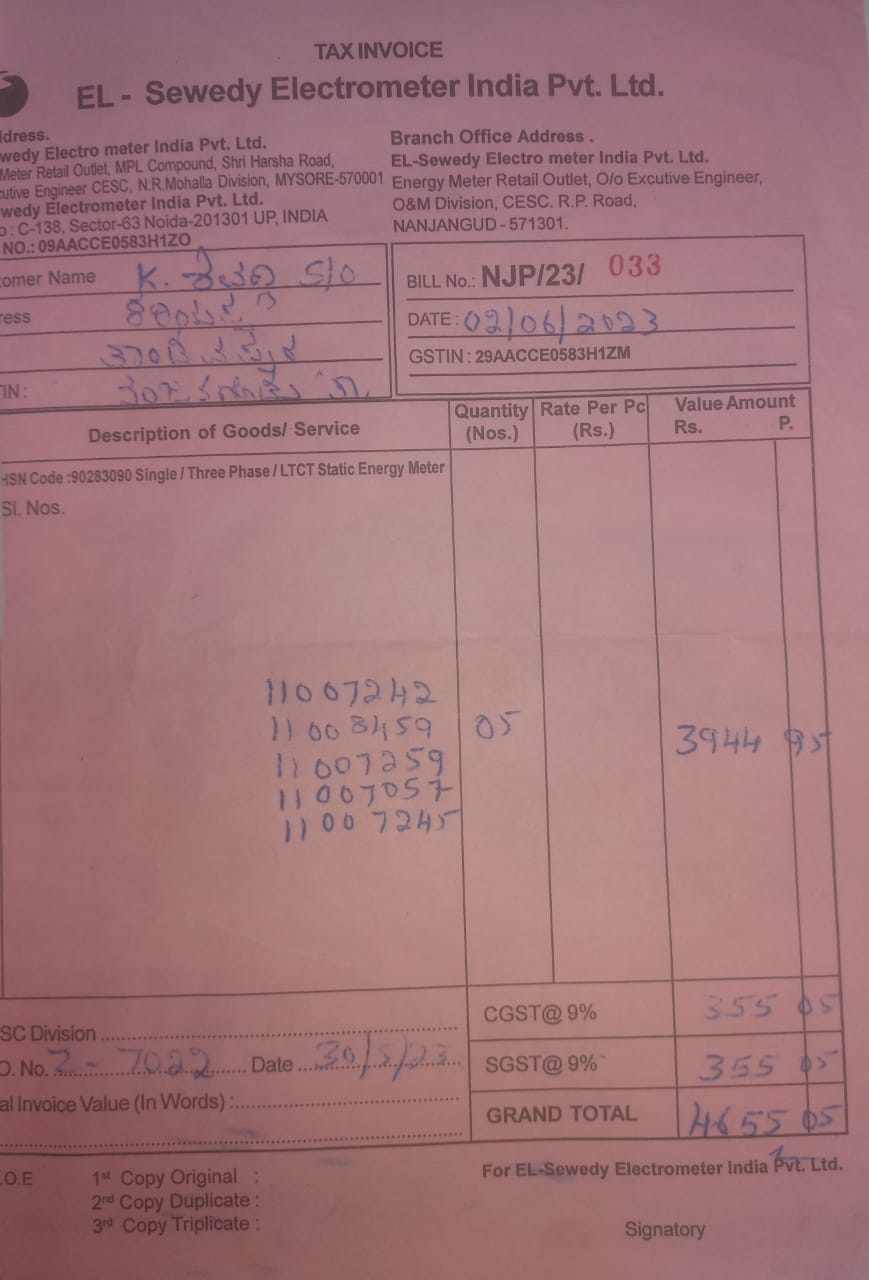 TAX INVOICE
EL - Sewedy Electrometer India Pvt. Ltd.
ddress.
wedy Electro meter India Pvt. Ltd.
Meter Retail Outlet, MPL Compound, Shri Harsha Road,
cutive Engineer CESC, N.R.Mohalla Division, MYSORE-570001
wedy Electrometer India Pvt. Ltd.
o : C-138, Sector-63 Noida-201301 UP, INDIA
NO.: 09AACCE0583H1ZO
Branch Office Address .
EL-Sewedy Electro meter India Pvt. Ltd.
Energy Meter Retail Outlet, O/o Excutive Engineer,
O&M Division, CESC. R.P. Road,
NANJANGUD - 571301.
tomer Name K. S/O
ress
TIN :
BILL No.: NJP/23/ 033
DATE : 02/06/2023
GSTIN : 29AACCE0583H1ZM
Description of Goods/ Service Quantity (Nos.) Rate Per Pc (Rs.) Value Amount Rs. P.
HSN Code :90283090 Single / Three Phase / LTCT Static Energy Meter
Sl. Nos.
11007242
11008459 05 3944 95
11007259
11007057
11007245
CGST@ 9% 355 05
SC Division
SGST@ 9% 355 05
O. No. 2-7022 Date 30/5/23
al Invoice Value (In Words) :
GRAND TOTAL 4655 05
.O.E
1st Copy Original :
2nd Copy Duplicate :
3rd Copy Triplicate :
For EL-Sewedy Electrometer India Pvt. Ltd.
Signatory